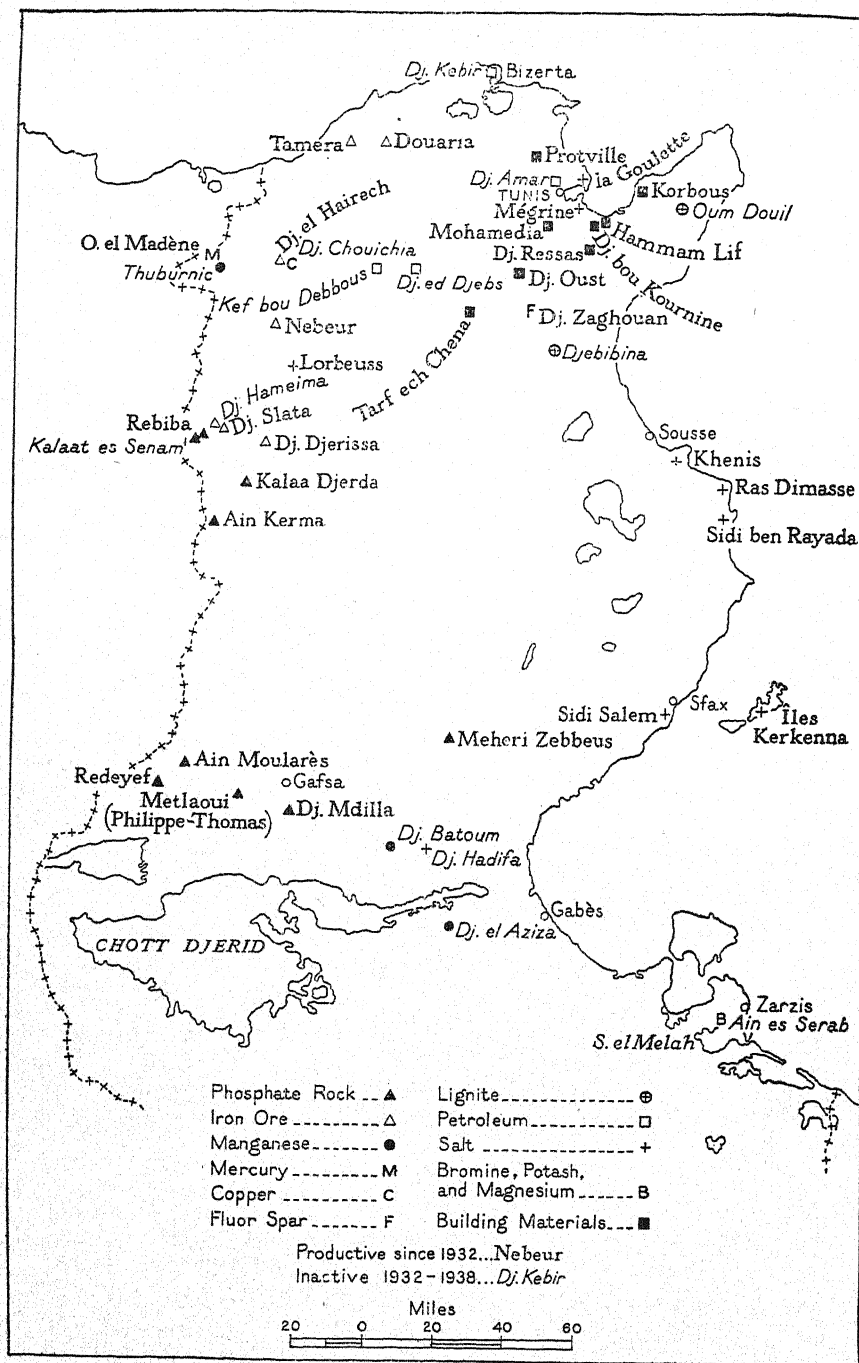 Dj. Kebir
Bizerta
Tamera
Douaria
Protville
la Goulette
Dj. Amar
TUNIS
Korbous
Oum Douil
Mégrine
Mohamedia
Hammam Lif
Dj. el Hairech
O. el Madène
M
Dj. Chouichia
C
Thuburnic
Dj. Ressas
Dj. bou Kournine
Kef bou Debbous
Dj. ed Djebs
Dj. Oust
Nebeur
F
Dj. Zaghouan
Tarf ech Chena
Djebibina
Lorbeuss
Dj. Hameima
Dj. Slata
Rebiba
Kalaat es Senam
Dj. Djerissa
Sousse
Khenis
Kalaa Djerda
Ras Dimasse
Ain Kerma
Sidi ben Rayada
Sfax
Sidi Salem
Îles
Kerkenna
Meheri Zebbeus
Ain Moularès
Redeyef
Gafsa
Metlaoui
(Philippe-Thomas)
Dj. Mdilla
Dj. Batoum
Dj. Hadifa
Gabès
Dj. el Aziza
CHOTT DJERID
Zarzis
B
Ain es Serab
S. el Melah
Phosphate Rock
Lignite
Iron Ore
Petroleum
Manganese
Salt
Mercury M
Bromine, Potash,
and Magnesium B
Copper C
Fluor Spar F
Building Materials
Productive since 1932...Nebeur
Inactive 1932-1938...Dj. Kebir
Miles
20 0 20 40 60